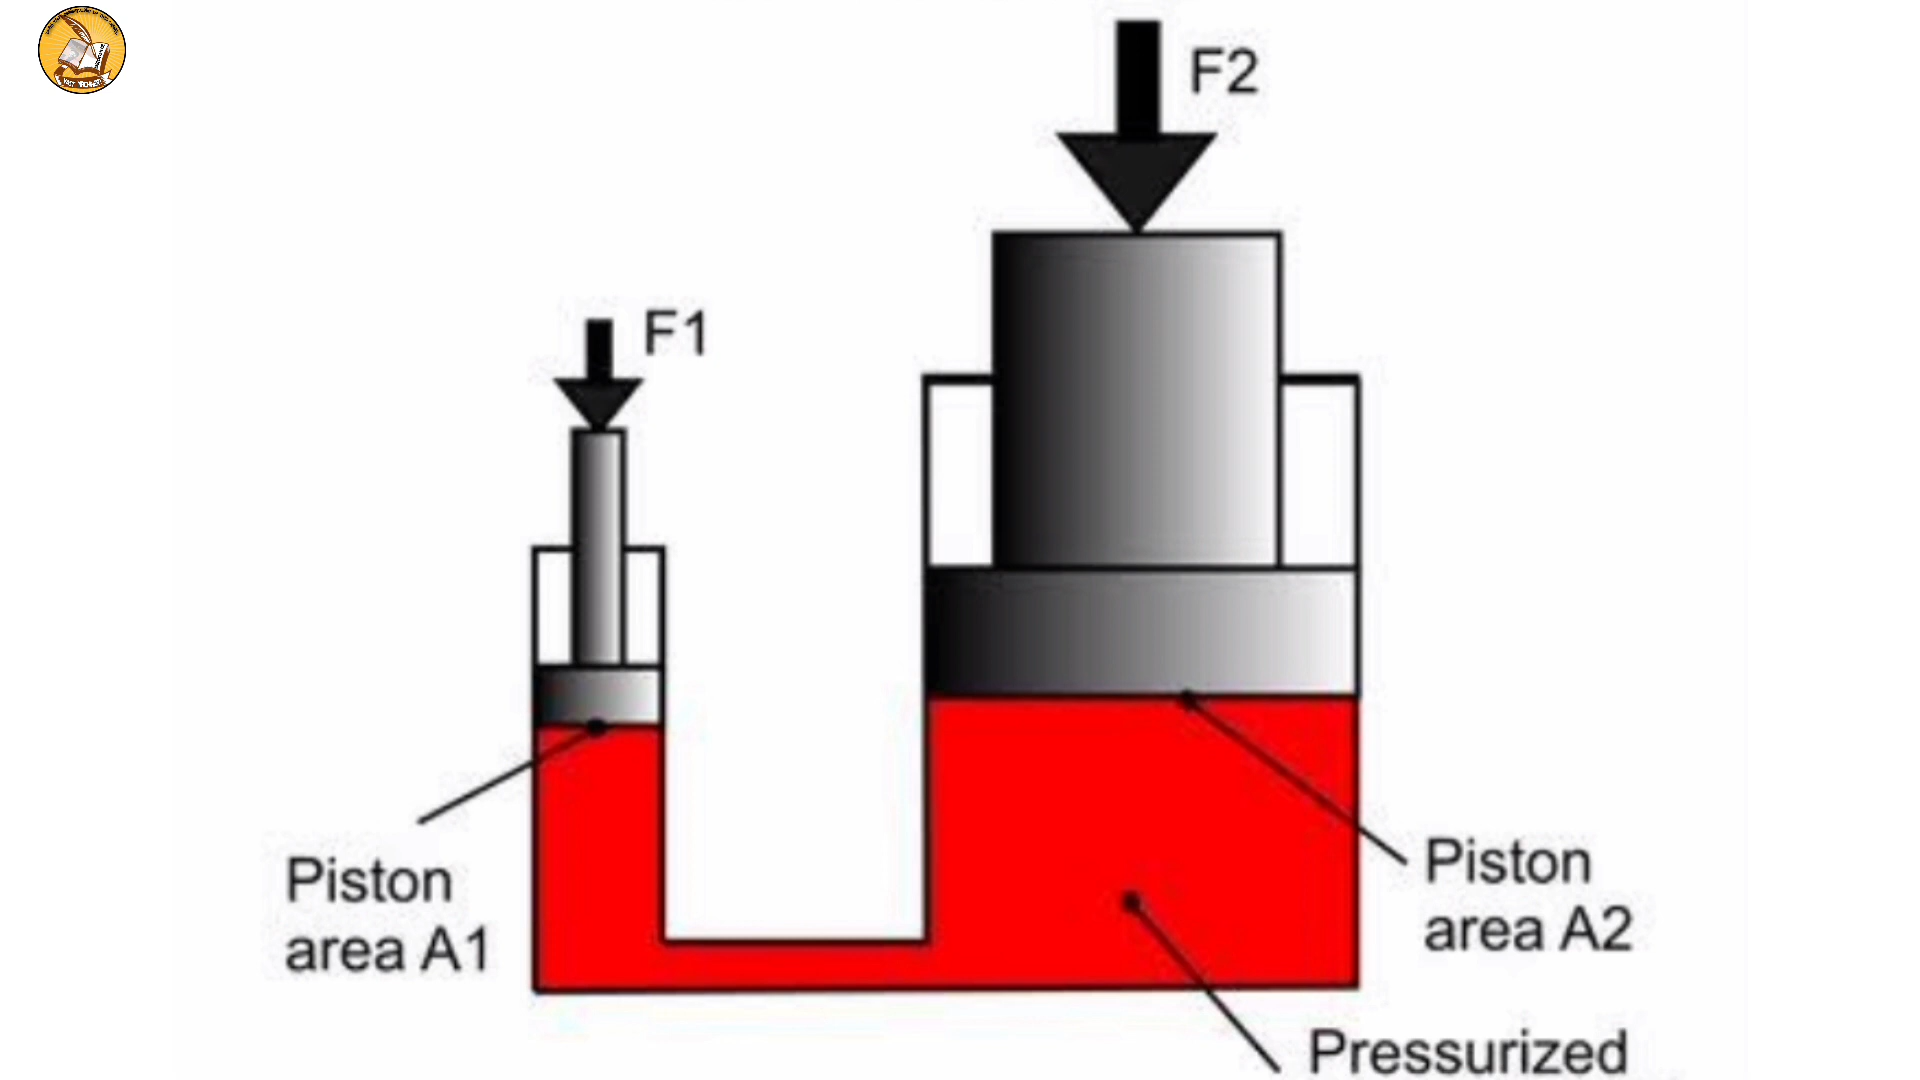 F2
F1
Piston
area A1
Piston
area A2
Pressurized